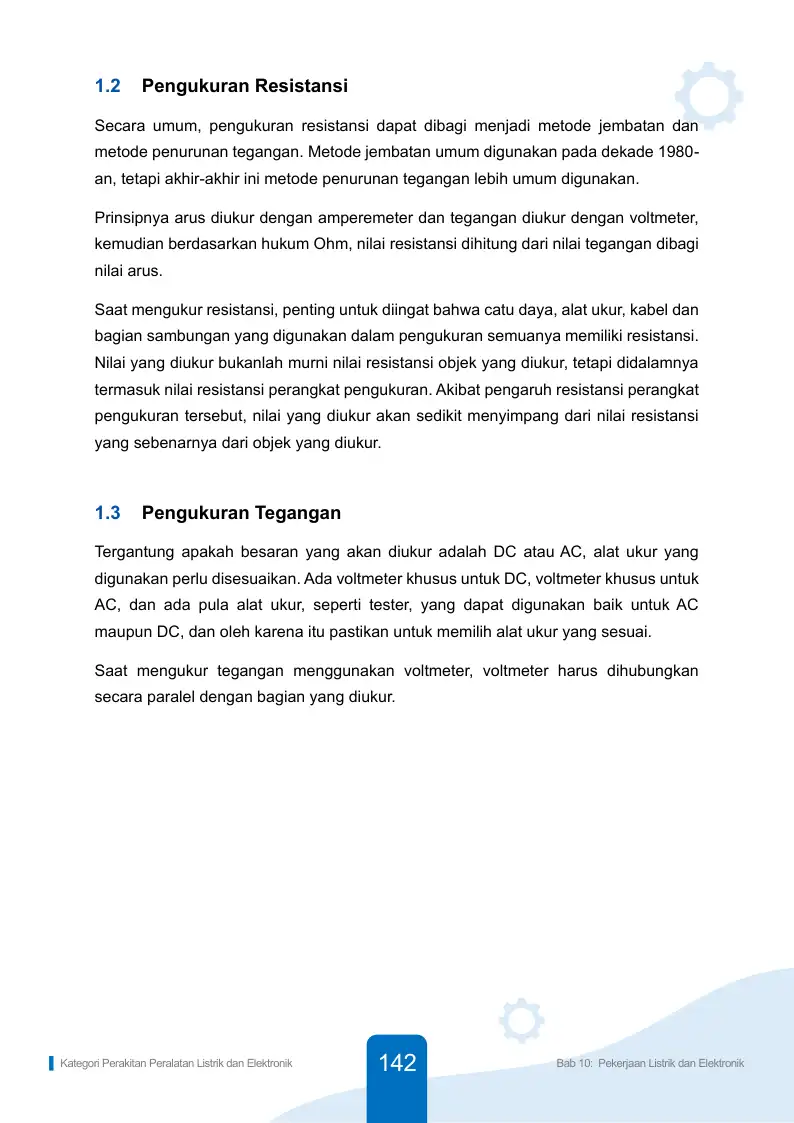 1.2 Pengukuran Resistansi
Secara umum, pengukuran resistansi dapat dibagi menjadi metode jembatan dan
metode penurunan tegangan. Metode jembatan umum digunakan pada dekade 1980-
an, tetapi akhir-akhir ini metode penurunan tegangan lebih umum digunakan.
Prinsipnya arus diukur dengan amperemeter dan tegangan diukur dengan voltmeter,
kemudian berdasarkan hukum Ohm, nilai resistansi dihitung dari nilai tegangan dibagi
nilai arus.
Saat mengukur resistansi, penting untuk diingat bahwa catu daya, alat ukur, kabel dan
bagian sambungan yang digunakan dalam pengukuran semuanya memiliki resistansi.
Nilai yang diukur bukanlah murni nilai resistansi objek yang diukur, tetapi didalamnya
termasuk nilai resistansi perangkat pengukuran. Akibat pengaruh resistansi perangkat
pengukuran tersebut, nilai yang diukur akan sedikit menyimpang dari nilai resistansi
yang sebenarnya dari objek yang diukur.
1.3 Pengukuran Tegangan
Tergantung apakah besaran yang akan diukur adalah DC atau AC, alat ukur yang
digunakan perlu disesuaikan. Ada voltmeter khusus untuk DC, voltmeter khusus untuk
AC, dan ada pula alat ukur, seperti tester, yang dapat digunakan baik untuk AC
maupun DC, dan oleh karena itu pastikan untuk memilih alat ukur yang sesuai.
Saat mengukur tegangan menggunakan voltmeter, voltmeter harus dihubungkan
secara paralel dengan bagian yang diukur.
Kategori Perakitan Peralatan Listrik dan Elektronik
142
Bab 10: Pekerjaan Listrik dan Elektronik